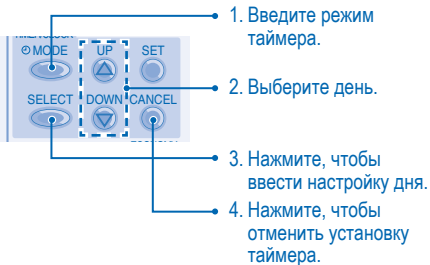 1. Введите режим
таймера.
MODE UP SET
2. Выберите день.
SELECT DOWN CANCEL
3. Нажмите, чтобы
ввести настройку дня.
4. Нажмите, чтобы
отменить установку
таймера.